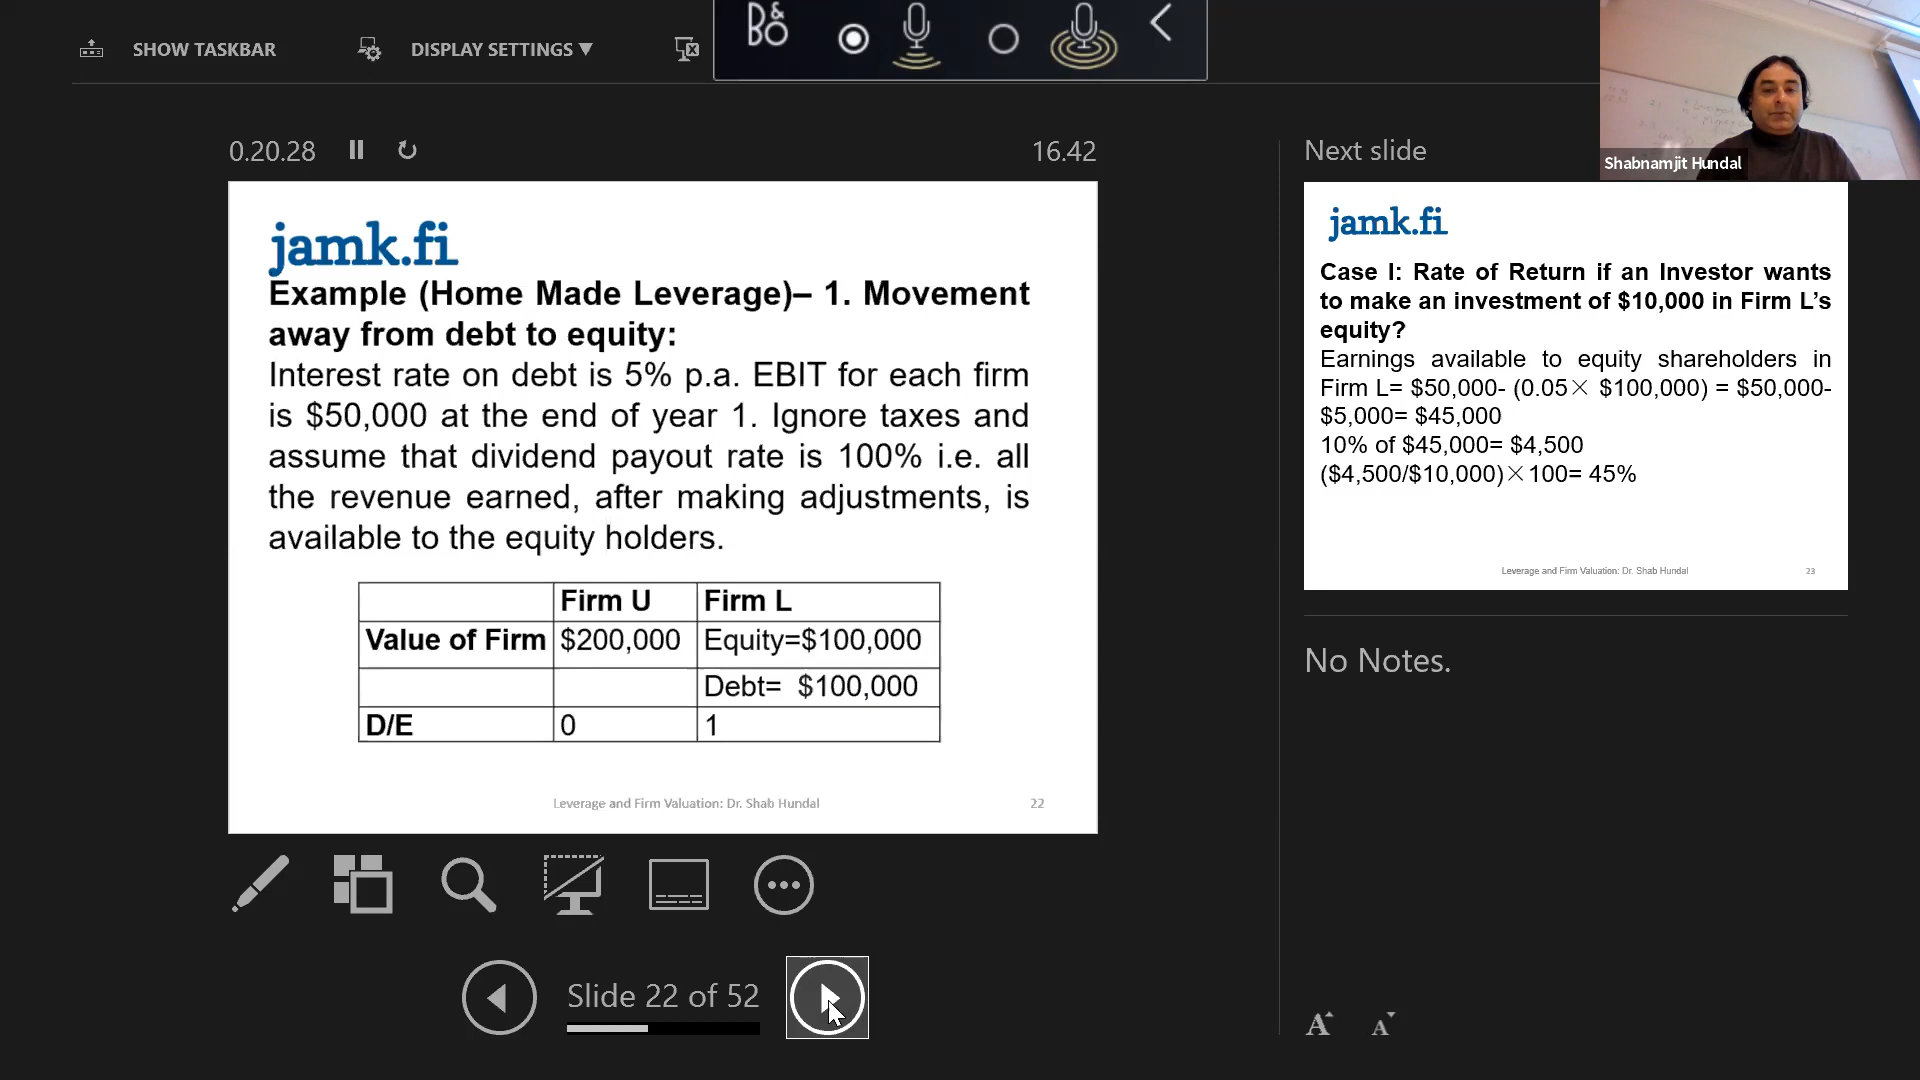 SHOW TASKBAR
DISPLAY SETTINGS ▼
B&O
0.20.28
16.42
jamk.fi
Example (Home Made Leverage)– 1. Movement
away from debt to equity:
Interest rate on debt is 5% p.a. EBIT for each firm
is $50,000 at the end of year 1. Ignore taxes and
assume that dividend payout rate is 100% i.e. all
the revenue earned, after making adjustments, is
available to the equity holders.
Firm U Firm L
Value of Firm $200,000 Equity=$100,000
Debt= $100,000
D/E 0 1
Leverage and Firm Valuation: Dr. Shab Hundal 22
Slide 22 of 52
Next slide
Shabnamjit Hundal
jamk.fi
Case I: Rate of Return if an Investor wants
to make an investment of $10,000 in Firm L’s
equity?
Earnings available to equity shareholders in
Firm L= $50,000- (0.05× $100,000) = $50,000-
$5,000= $45,000
10% of $45,000= $4,500
($4,500/$10,000)×100= 45%
Leverage and Firm Valuation: Dr. Shab Hundal 23
No Notes.
A A